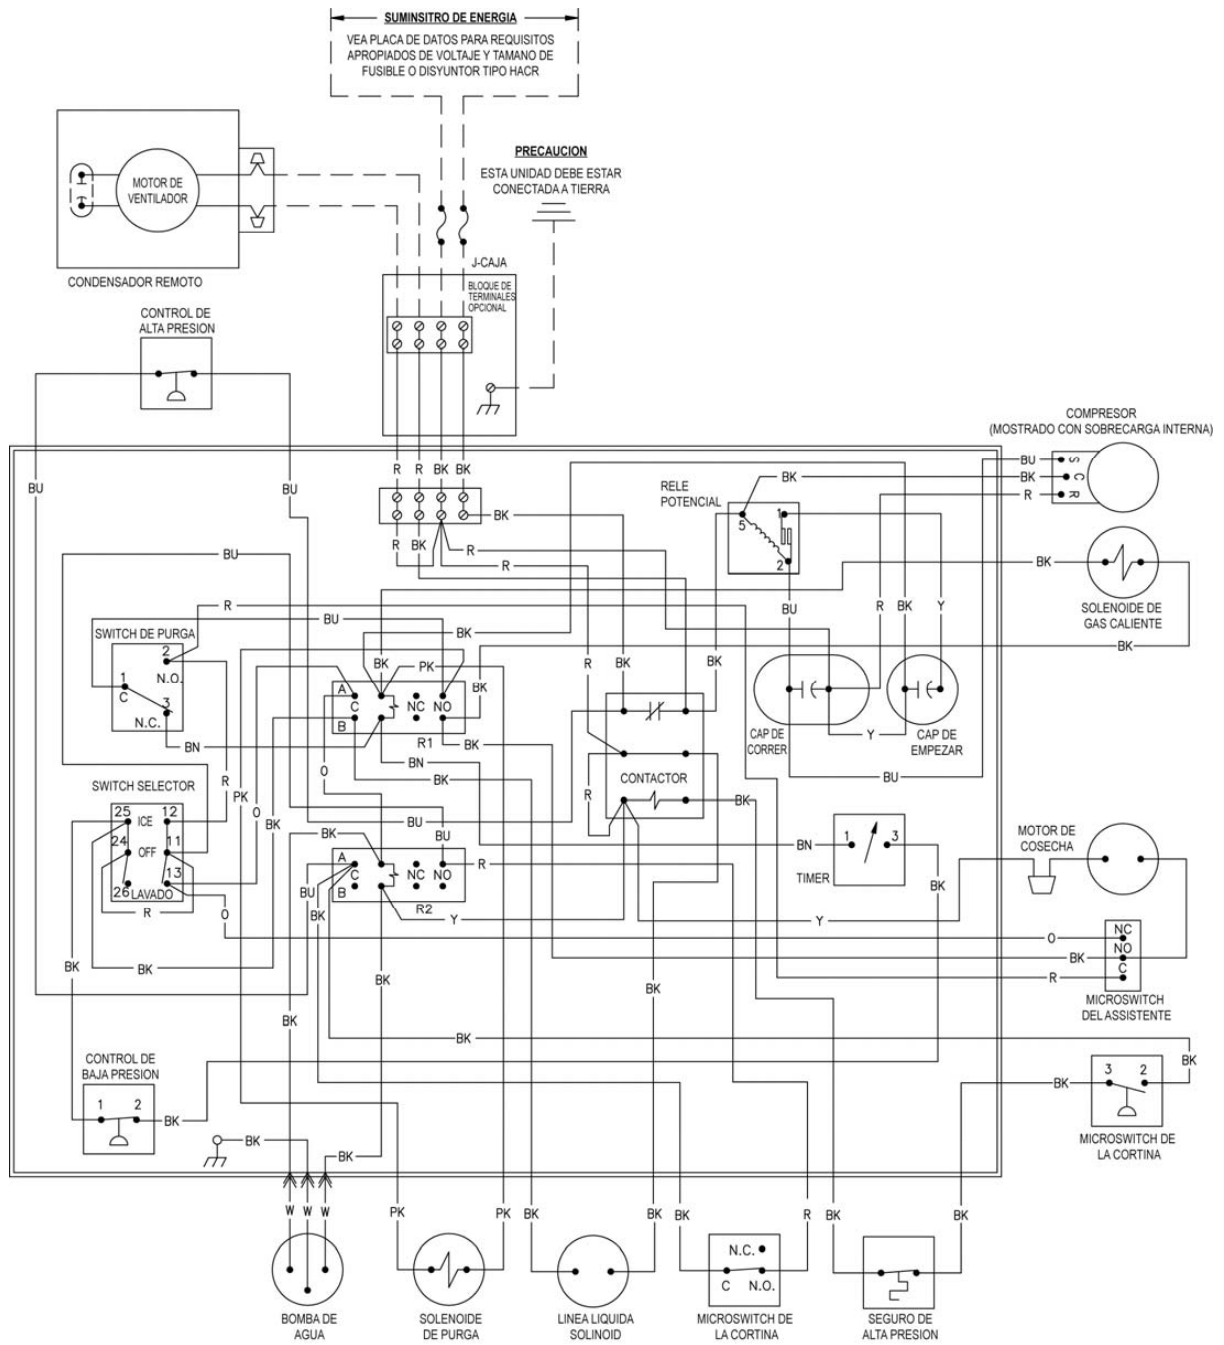 SUMINSITRO DE ENERGIA
VEA PLACA DE DATOS PARA REQUISITOS
APROPIADOS DE VOLTAJE Y TAMANO DE
FUSIBLE O DISYUNTOR TIPO HACR
PRECAUCION
ESTA UNIDAD DEBE ESTAR
CONECTADA A TIERRA
MOTOR DE
VENTILADOR
CONDENSADOR REMOTO
J-CAJA
BLOQUE DE
TERMINALES
OPCIONAL
CONTROL DE
ALTA PRESION
COMPRESOR
(MOSTRADO CON SOBRECARGA INTERNA)
R R BK BK
BU S
BK C
R R
BU
BU
RELE
POTENCIAL
BK
5 1
2
BK
R BK
R
R
BU
BK
SOLENOIDE DE
GAS CALIENTE
BU
R BK Y
R
BU
BK
BK
SWITCH DE PURGA
2
N.O.
1
C
3
N.C.
BK PK
R BK BK
BK
A
C NC NO
B
R1
BK
BK
BN
BN
BK
O
CAP DE
CORRER
Y
CAP DE
EMPEZAR
CONTACTOR
BU
SWITCH SELECTOR
R
PK
O
BK
R
BK
25 ICE 12
24 OFF 11
26 LAVADO 13
R
O
BK
BU
BU
BN
1 3
TIMER
MOTOR DE
COSECHA
A
C NC NO
B
R2
R
BU
BK
Y
Y
BK
NC
NO
C
O
BK
R
MICROSWITCH
DEL ASSISTENTE
BK
BK
BK
BK
BK
BK
BK
CONTROL DE
BAJA PRESION
1 2
BK
BK
3 2
MICROSWITCH DE
LA CORTINA
BK
BK
W W W
PK PK BK BK BK R BK BK
BOMBA DE
AGUA
SOLENOIDE
DE PURGA
LINEA LIQUIDA
SOLINOID
N.C.
C N.O.
MICROSWITCH DE
LA CORTINA
SEGURO DE
ALTA PRESION